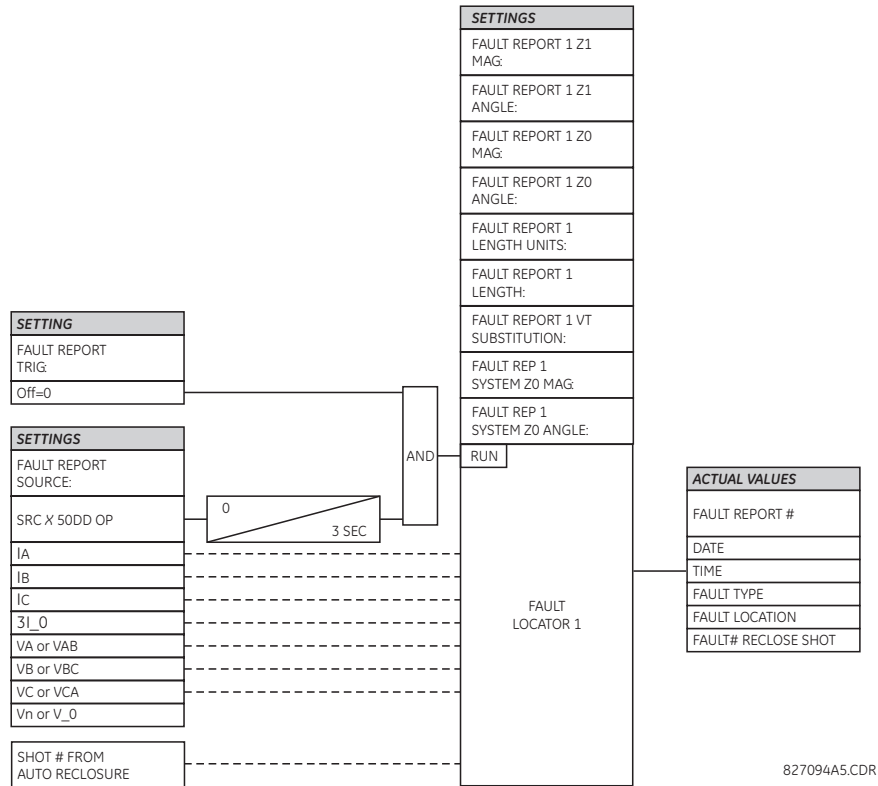 SETTINGS
FAULT REPORT 1 Z1
MAG:
FAULT REPORT 1 Z1
ANGLE:
FAULT REPORT 1 Z0
MAG:
FAULT REPORT 1 Z0
ANGLE:
FAULT REPORT 1
LENGTH UNITS:
FAULT REPORT 1
LENGTH:
FAULT REPORT 1 VT
SUBSTITUTION:
FAULT REP 1
SYSTEM Z0 MAG:
FAULT REP 1
SYSTEM Z0 ANGLE:
SETTING
FAULT REPORT
TRIG:
Off=0
SETTINGS
FAULT REPORT
SOURCE:
SRC X 50DD OP
IA
IB
IC
3I_0
VA or VAB
VB or VBC
VC or VCA
Vn or V_0
SHOT # FROM
AUTO RECLOSURE
0
3 SEC
AND
RUN
FAULT
LOCATOR 1
ACTUAL VALUES
FAULT REPORT #
DATE
TIME
FAULT TYPE
FAULT LOCATION
FAULT# RECLOSE SHOT
827094A5.CDR